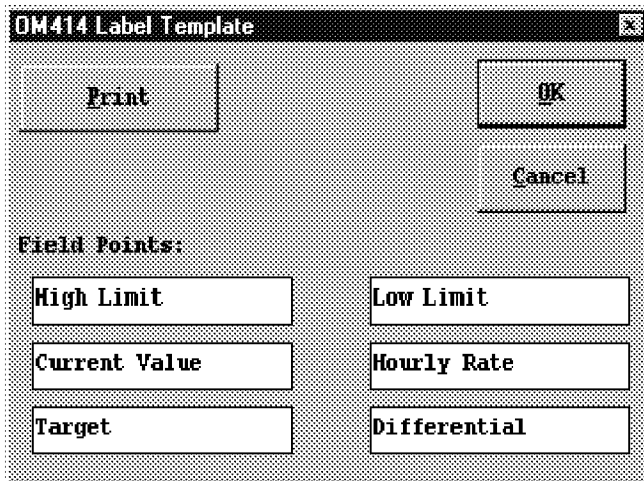 OM414 Label Template
Print
OK
Cancel
Field Points:
High Limit
Low Limit
Current Value
Hourly Rate
Target
Differential